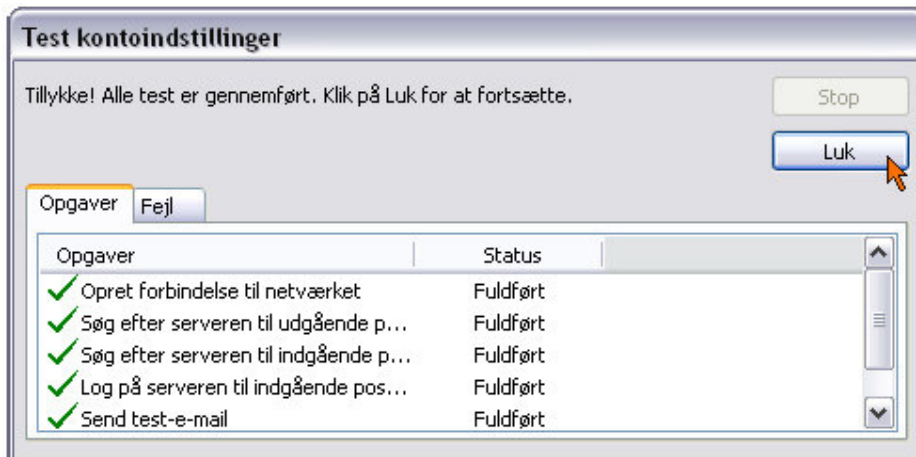 Test kontoindstillinger
Tillykke! Alle test er gennemført. Klik på Luk for at fortsætte.
Stop
Luk
Opgaver Fejl
Opgaver Status
Opret forbindelse til netværket Fuldført
Søg efter serveren til udgående p... Fuldført
Søg efter serveren til indgående p... Fuldført
Log på serveren til indgående pos... Fuldført
Send test-e-mail Fuldført